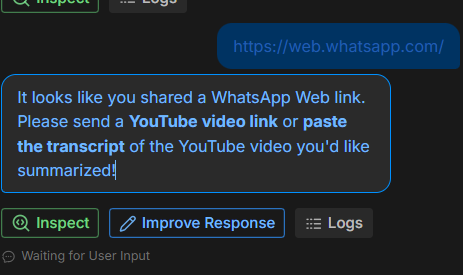 Inspect Logs
https://web.whatsapp.com/
It looks like you shared a WhatsApp Web link.
Please send a YouTube video link or paste
the transcript of the YouTube video you'd like
summarized!
Inspect Improve Response Logs
Waiting for User Input